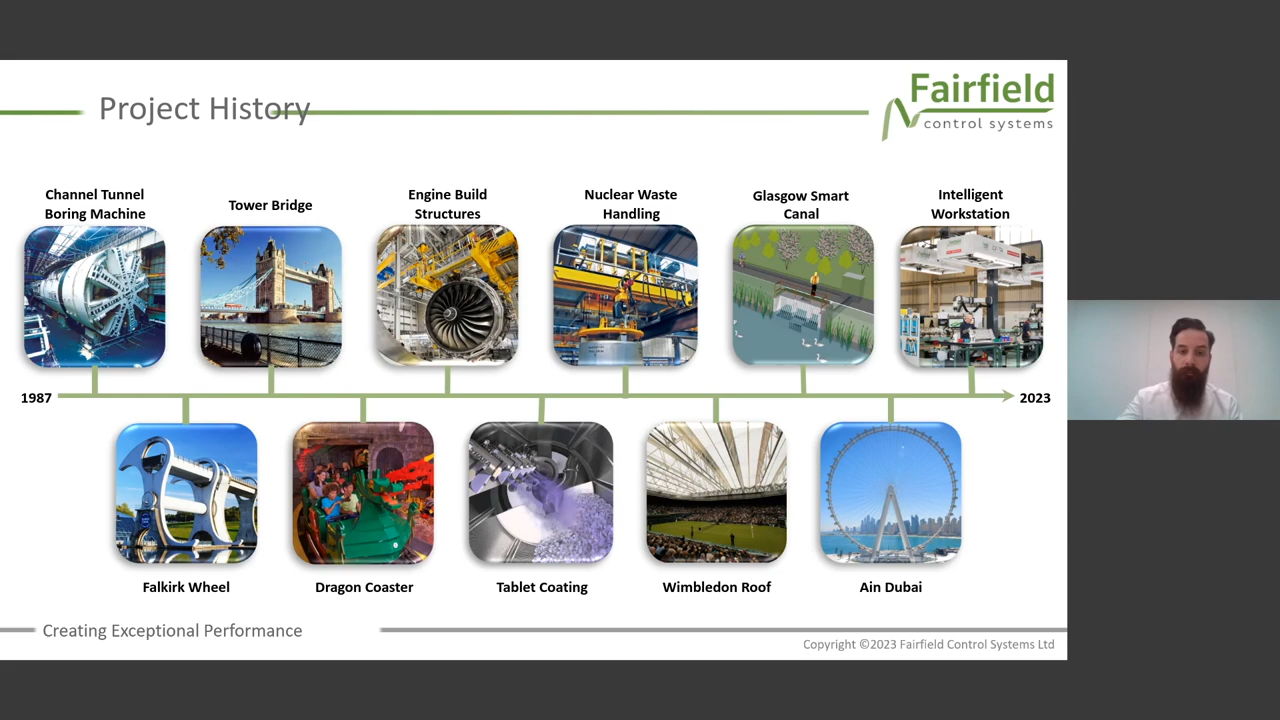 Project History
Fairfield
control systems
Channel Tunnel
Boring Machine
Tower Bridge
Engine Build
Structures
Nuclear Waste
Handling
Glasgow Smart
Canal
Intelligent
Workstation
1987
2023
Falkirk Wheel
Dragon Coaster
Tablet Coating
Wimbledon Roof
Ain Dubai
Creating Exceptional Performance
Copyright ©2023 Fairfield Control Systems Ltd